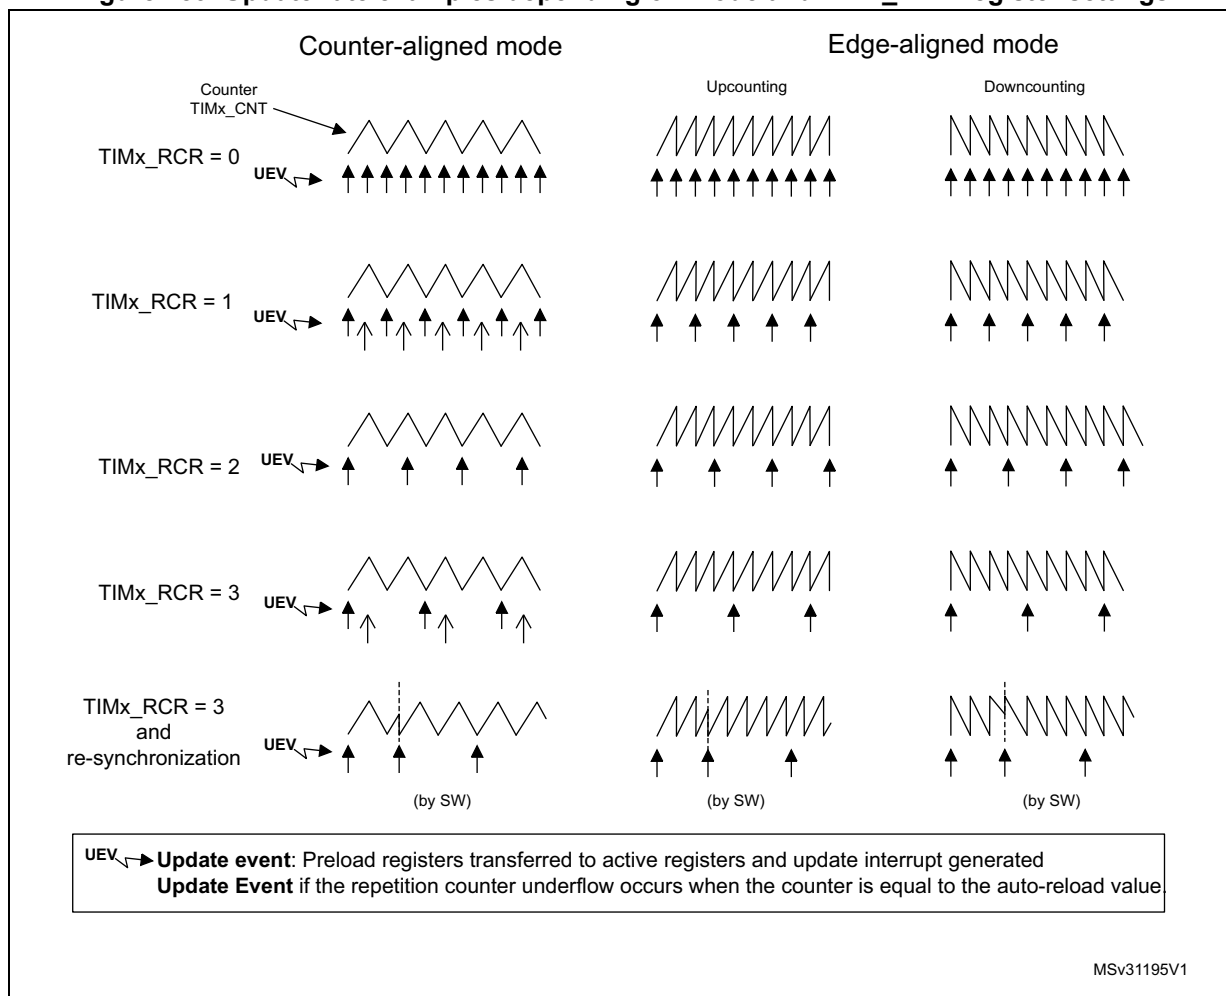 Counter-aligned mode
Edge-aligned mode
Counter
TIMx_CNT
Upcounting
Downcounting
TIMx_RCR = 0
UEV
TIMx_RCR = 1
UEV
TIMx_RCR = 2
UEV
TIMx_RCR = 3
UEV
TIMx_RCR = 3
and
re-synchronization
UEV
(by SW)
(by SW)
(by SW)
UEV Update event: Preload registers transferred to active registers and update interrupt generated
Update Event if the repetition counter underflow occurs when the counter is equal to the auto-reload value.
MSv31195V1